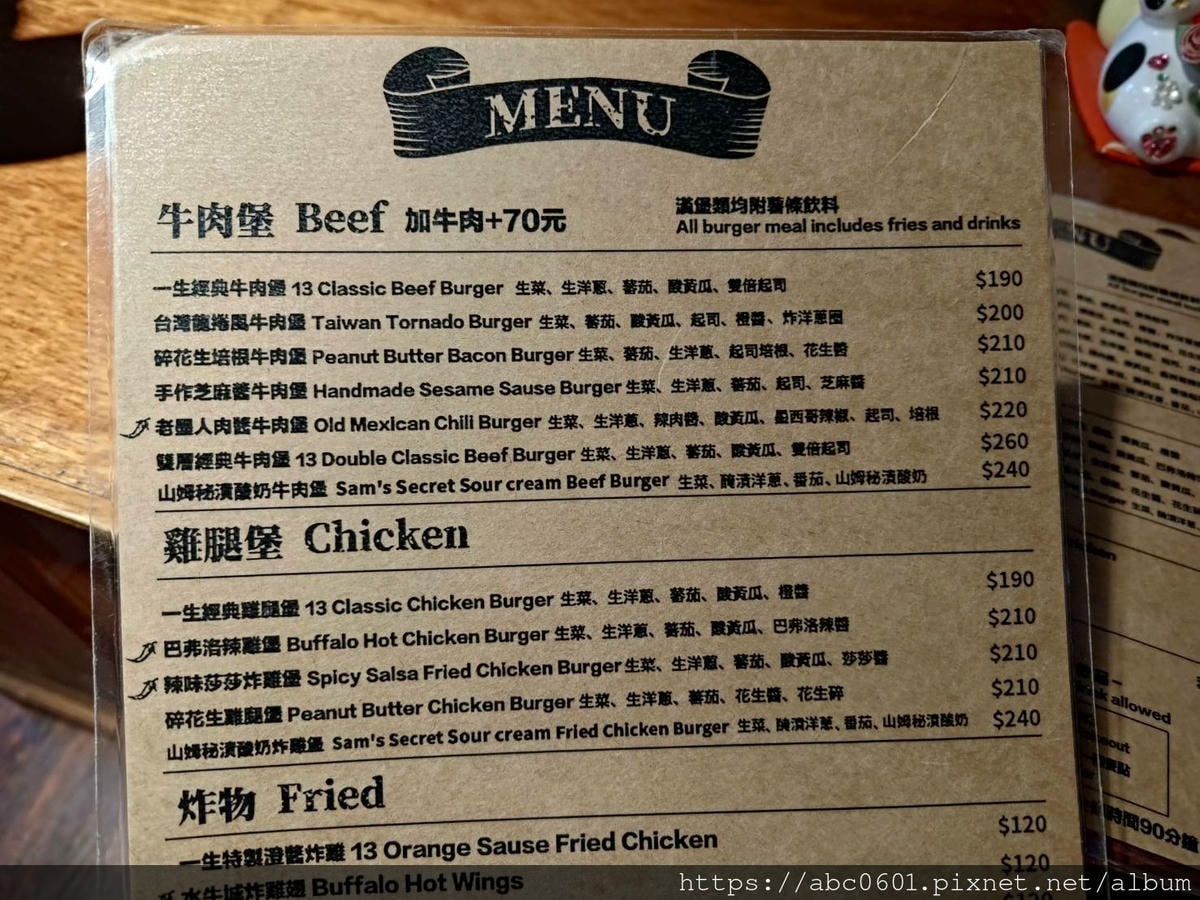 MENU
牛肉堡 Beef 加牛肉+70元
漢堡類均附薯條飲料
All burger meal includes fries and drinks
一生經典牛肉堡 13 Classic Beef Burger 生菜、生洋蔥、蕃茄、酸黃瓜、雙倍起司 $190
台灣龍捲風牛肉堡 Taiwan Tornado Burger 生菜、蕃茄、酸黃瓜、起司、橙醬、炸洋蔥圈 $200
碎花生培根牛肉堡 Peanut Butter Bacon Burger 生菜、蕃茄、生洋蔥、起司培根、花生醬 $210
手作芝麻醬牛肉堡 Handmade Sesame Sause Burger 生菜、生洋蔥、蕃茄、起司、芝麻醬 $210
老墨人肉醬牛肉堡 Old Mexican Chili Burger 生菜、生洋蔥、辣肉醬、酸黃瓜、墨西哥辣椒、起司、培根 $220
雙層經典牛肉堡 13 Double Classic Beef Burger 生菜、生洋蔥、蕃茄、酸黃瓜、雙倍起司 $260
山姆秘漬酸奶牛肉堡 Sam's Secret Sour cream Beef Burger 生菜、醃漬洋蔥、番茄、山姆秘漬酸奶 $240
雞腿堡 Chicken
一生經典雞腿堡 13 Classic Chicken Burger 生菜、生洋蔥、蕃茄、酸黃瓜、橙醬 $190
巴弗洛辣雞堡 Buffalo Hot Chicken Burger 生菜、生洋蔥、蕃茄、酸黃瓜、巴弗洛辣醬 $210
辣味莎莎炸雞堡 Spicy Salsa Fried Chicken Burger 生菜、生洋蔥、蕃茄、酸黃瓜、莎莎醬 $210
碎花生雞腿堡 Peanut Butter Chicken Burger 生菜、生洋蔥、蕃茄、花生醬、花生碎 $210
山姆秘漬酸奶炸雞堡 Sam's Secret Sour cream Fried Chicken Burger 生菜、醃漬洋蔥、番茄、山姆秘漬酸奶 $240
炸物 Fried
一生特製澄醬炸雞 13 Orange Sause Fried Chicken $120
水牛城炸雞翅 Buffalo Hot Wings $120
allowed
時間90分鐘
https://abc0601.pixnet.net/album